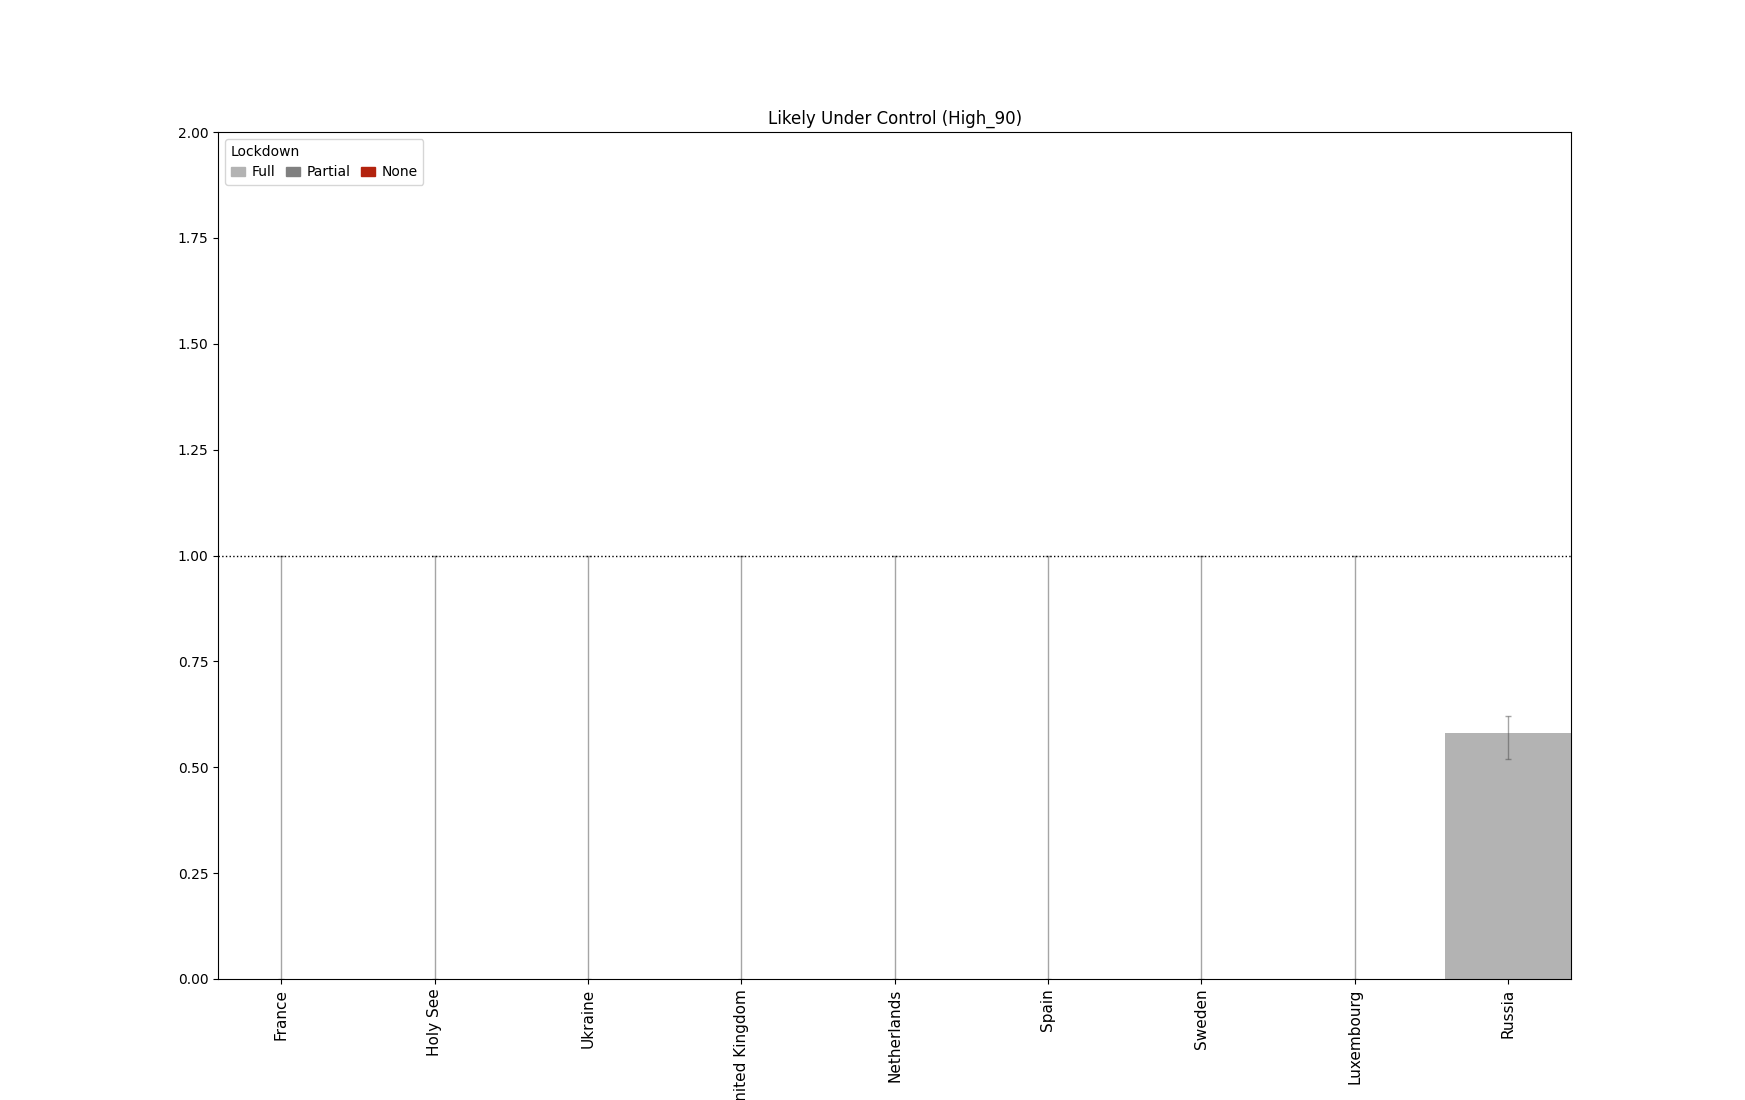 Likely Under Control (High_90)
2.00
Lockdown
Full Partial None
1.75
1.50
1.25
1.00
0.75
0.50
0.25
0.00
France Holy See Ukraine nited Kingdom Netherlands Spain Sweden Luxembourg Russia